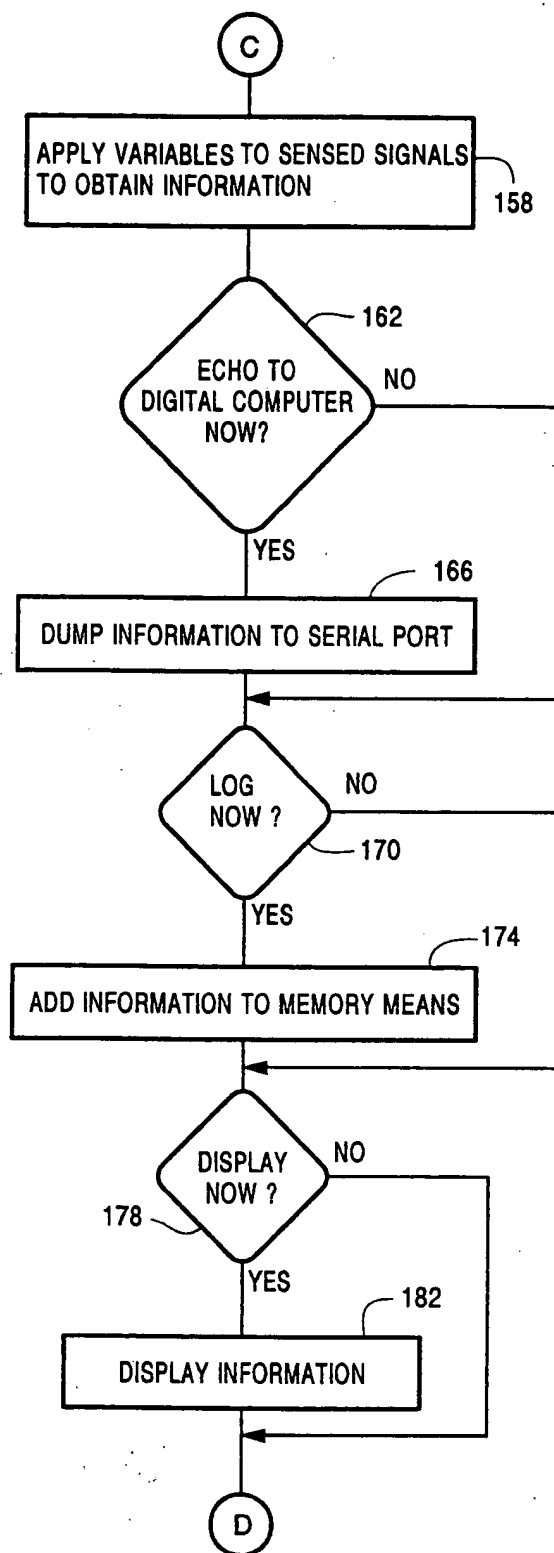 C
APPLY VARIABLES TO SENSED SIGNALS
TO OBTAIN INFORMATION
158
162
ECHO TO
DIGITAL COMPUTER
NOW?
NO
YES
166
DUMP INFORMATION TO SERIAL PORT
LOG
NOW ?
NO
170
YES
174
ADD INFORMATION TO MEMORY MEANS
DISPLAY
NOW ?
NO
178
YES
182
DISPLAY INFORMATION
D